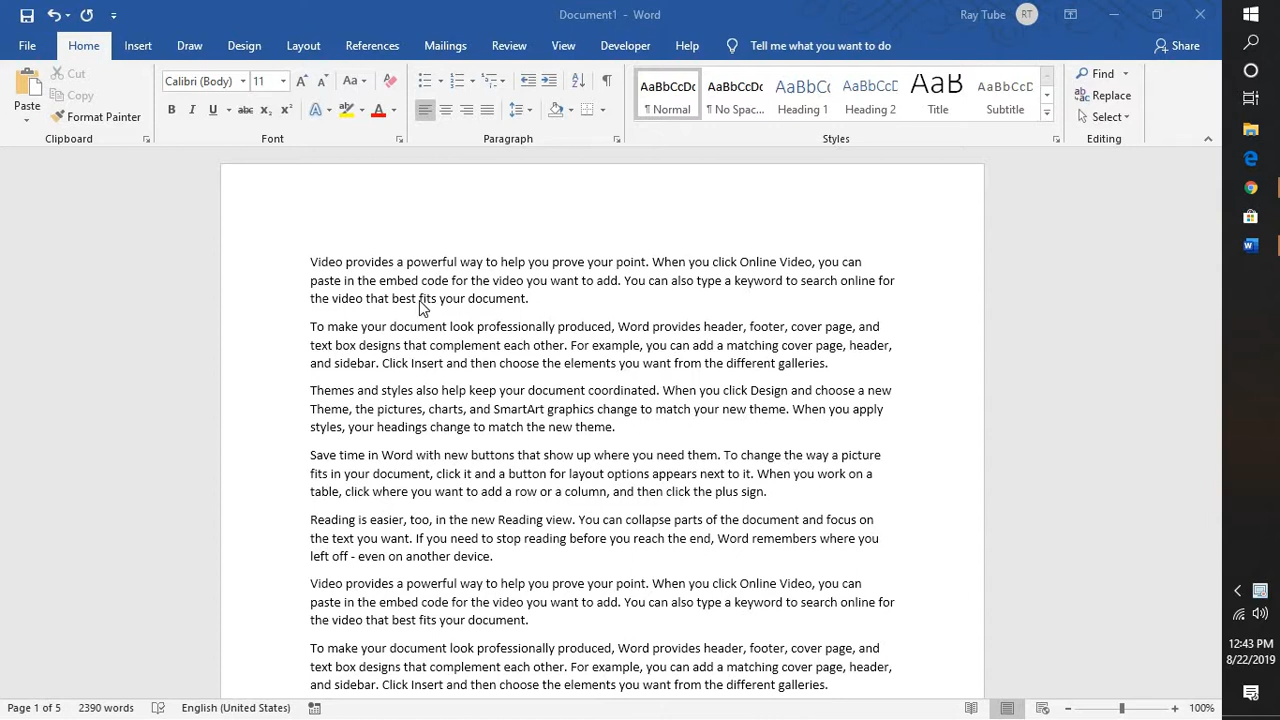 Document1 - Word
Ray Tube
RT
File Home Insert Draw Design Layout References Mailings Review View Developer Help Tell me what you want to do Share
Paste
Cut
Copy
Format Painter
Clipboard
Calibri (Body) 11
Aa
B I U abc x₂ x² A A
Font
Paragraph
AaBbCcDc AaBbCcDc AaBbC AaBbCcD AaB AaBbCcD
¶ Normal ¶ No Spac... Heading 1 Heading 2 Title Subtitle
Styles
Find
Replace
Select
Editing
Video provides a powerful way to help you prove your point. When you click Online Video, you can
paste in the embed code for the video you want to add. You can also type a keyword to search online for
the video that best fits your document.
To make your document look professionally produced, Word provides header, footer, cover page, and
text box designs that complement each other. For example, you can add a matching cover page, header,
and sidebar. Click Insert and then choose the elements you want from the different galleries.
Themes and styles also help keep your document coordinated. When you click Design and choose a new
Theme, the pictures, charts, and SmartArt graphics change to match your new theme. When you apply
styles, your headings change to match the new theme.
Save time in Word with new buttons that show up where you need them. To change the way a picture
fits in your document, click it and a button for layout options appears next to it. When you work on a
table, click where you want to add a row or a column, and then click the plus sign.
Reading is easier, too, in the new Reading view. You can collapse parts of the document and focus on
the text you want. If you need to stop reading before you reach the end, Word remembers where you
left off - even on another device.
Video provides a powerful way to help you prove your point. When you click Online Video, you can
paste in the embed code for the video you want to add. You can also type a keyword to search online for
the video that best fits your document.
To make your document look professionally produced, Word provides header, footer, cover page, and
text box designs that complement each other. For example, you can add a matching cover page, header,
and sidebar. Click Insert and then choose the elements you want from the different galleries.
Page 1 of 5 2390 words English (United States) 100%
12:43 PM
8/22/2019